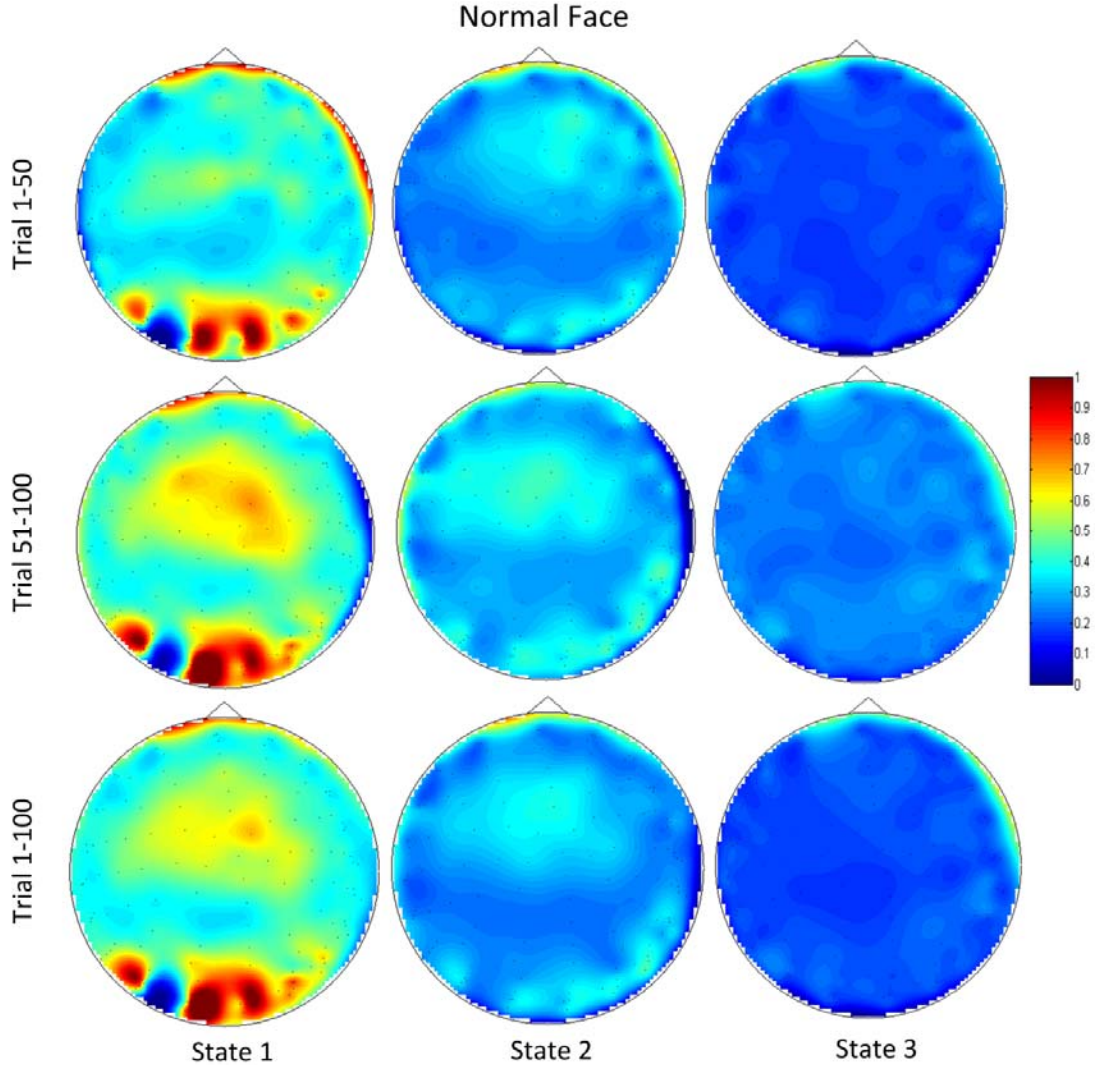 Normal Face
Trial 1-50
Trial 51-100
Trial 1-100
1
0.9
0.8
0.7
0.6
0.5
0.4
0.3
0.2
0.1
0
State 1
State 2
State 3